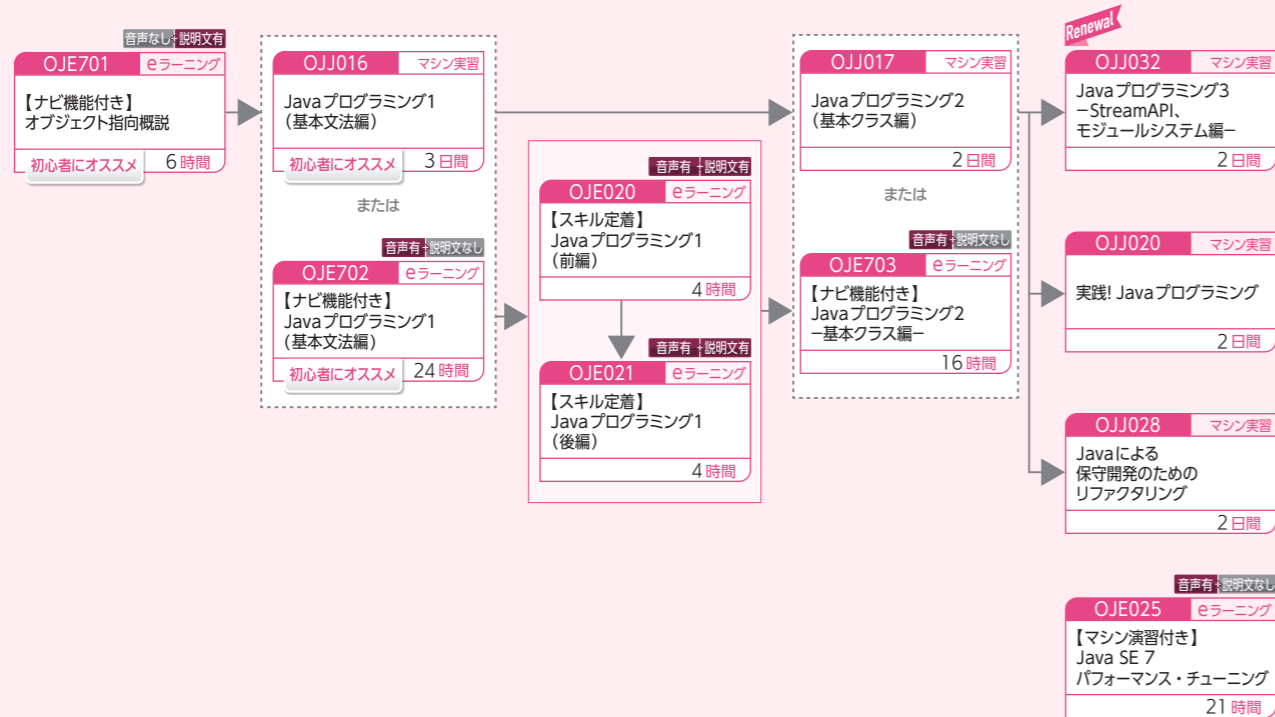 音声なし+説明文有
OJE701 eラーニング
【ナビ機能付き】
オブジェクト指向概説
初心者にオススメ 6時間
OJJ016 マシン実習
Javaプログラミング1
（基本文法編）
初心者にオススメ 3日間
または
音声有+説明文なし
OJE702 eラーニング
【ナビ機能付き】
Javaプログラミング1
（基本文法編）
初心者にオススメ 24時間
音声有+説明文有
OJE020 eラーニング
【スキル定着】
Javaプログラミング1
（前編）
4時間
音声有+説明文有
OJE021 eラーニング
【スキル定着】
Javaプログラミング1
（後編）
4時間
OJJ017 マシン実習
Javaプログラミング2
（基本クラス編）
2日間
または
音声有+説明文なし
OJE703 eラーニング
【ナビ機能付き】
Javaプログラミング2
−基本クラス編−
16時間
Renewal
OJJ032 マシン実習
Javaプログラミング3
−StreamAPI、
モジュールシステム編−
2日間
OJJ020 マシン実習
実践! Javaプログラミング
2日間
OJJ028 マシン実習
Javaによる
保守開発のための
リファクタリング
2日間
音声有+説明文なし
OJE025 eラーニング
【マシン演習付き】
Java SE 7
パフォーマンス・チューニング
21時間